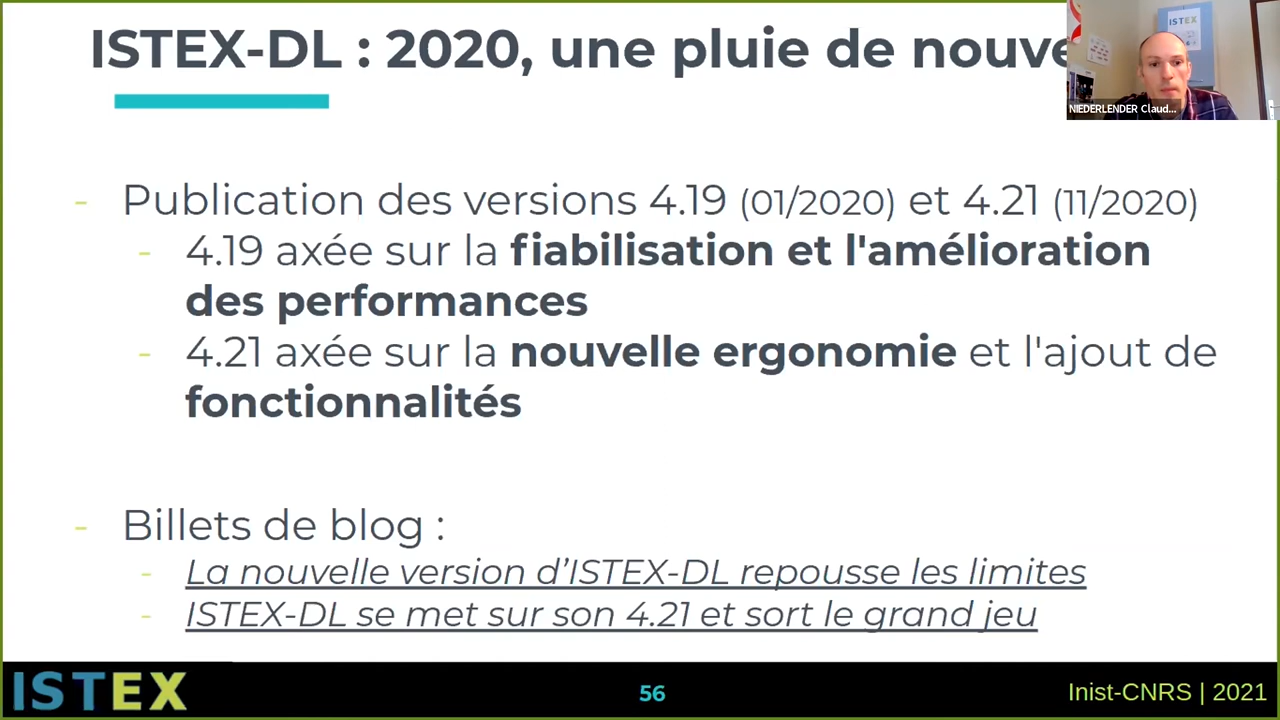 ISTEX-DL : 2020, une pluie de nouve
ISTEX
NIEDERLENDER Claud...
- Publication des versions 4.19 (01/2020) et 4.21 (11/2020)
- 4.19 axée sur la fiabilisation et l'amélioration
des performances
- 4.21 axée sur la nouvelle ergonomie et l'ajout de
fonctionnalités
- Billets de blog :
- La nouvelle version d’ISTEX-DL repousse les limites
- ISTEX-DL se met sur son 4.21 et sort le grand jeu
ISTEX
56
Inist-CNRS | 2021